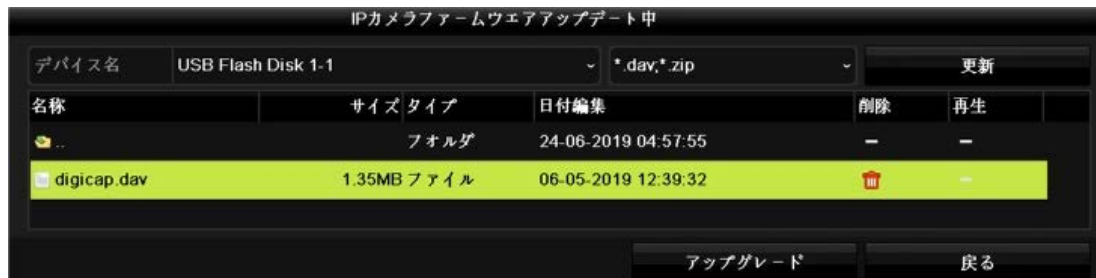 IPカメラファームウエアアップデート中
デバイス名 USB Flash Disk 1-1 *.dav;*.zip 更新
名称 サイズ タイプ 日付編集 削除 再生
.. フォルダ 24-06-2019 04:57:55 – –
digicap.dav 1.35MB ファイル 06-05-2019 12:39:32 –
アップグレード 戻る